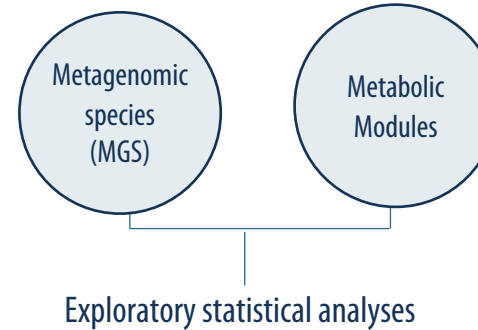 Metagenomic
species
(MGS)
Metabolic
Modules
Exploratory statistical analyses